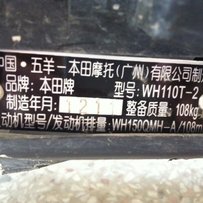 中国·五羊—本田摩托(广州)有限公司制
品牌:本田牌 型号:WH110T-2
制造年月: 整备质量:108kg
动机型号/发动机排量:WH150QMH-A/108m